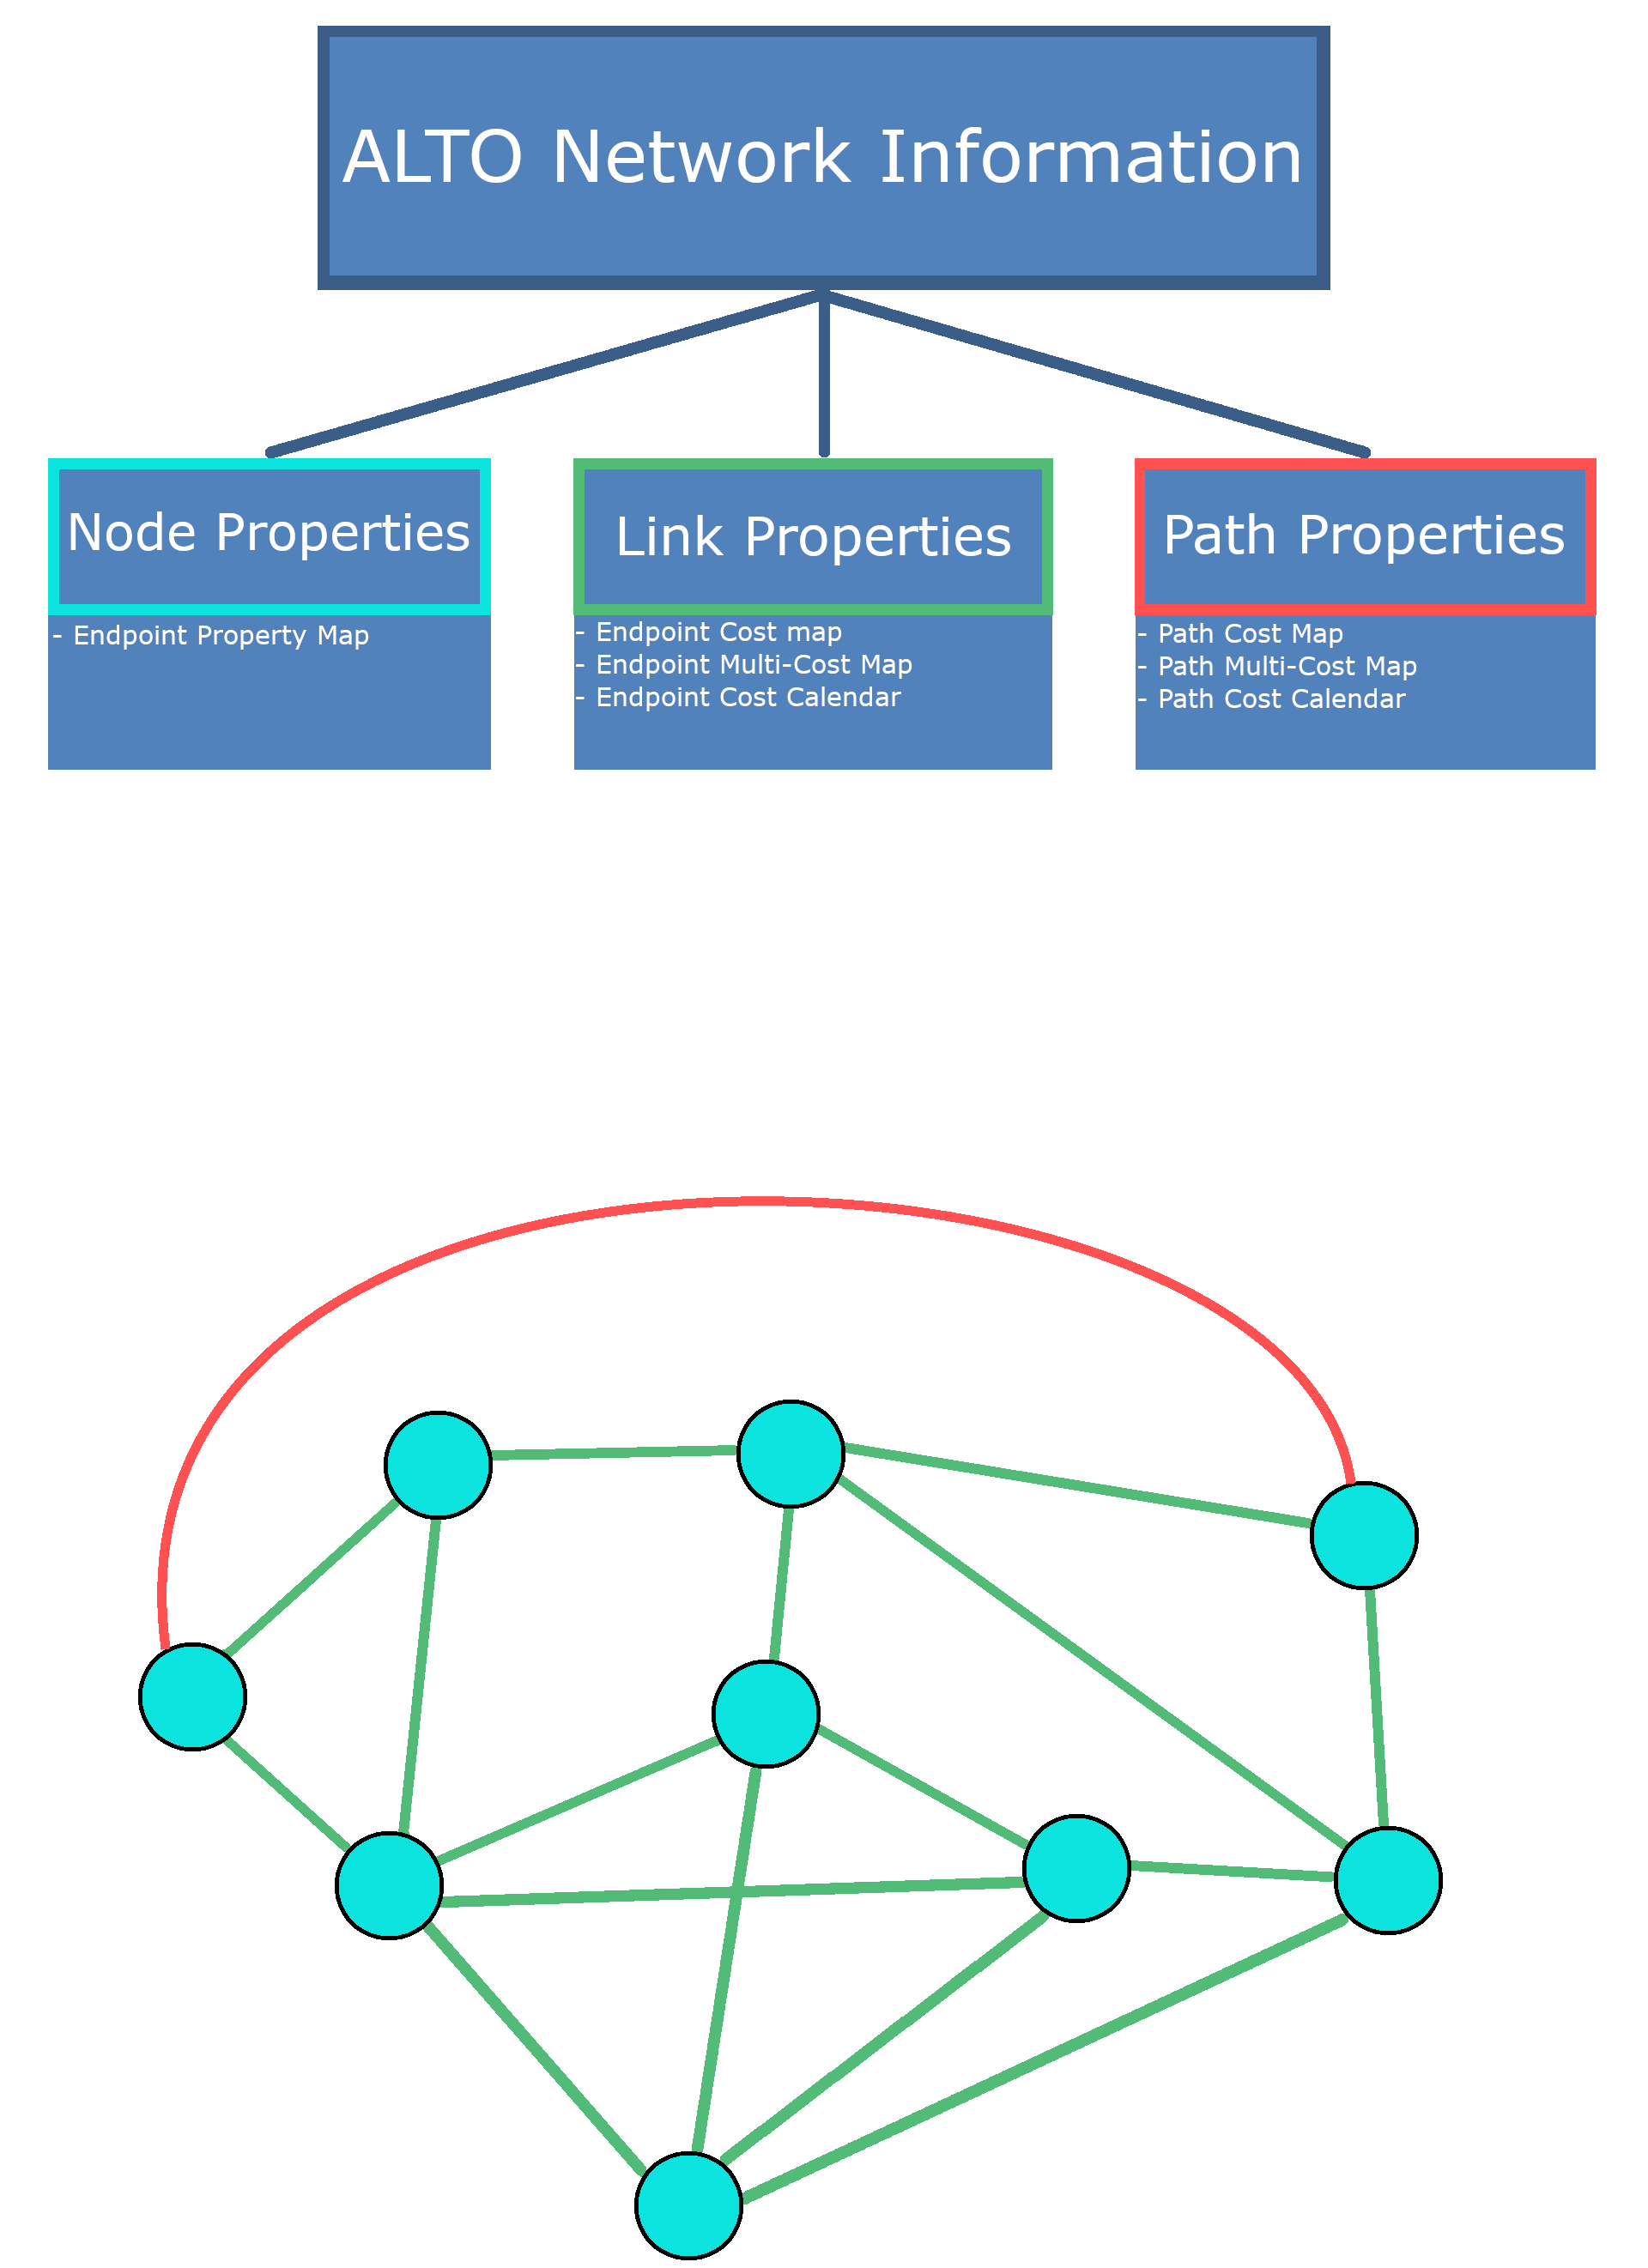 ALTO Network Information
Node Properties
- Endpoint Property Map
Link Properties
- Endpoint Cost map
- Endpoint Multi-Cost Map
- Endpoint Cost Calendar
Path Properties
- Path Cost Map
- Path Multi-Cost Map
- Path Cost Calendar